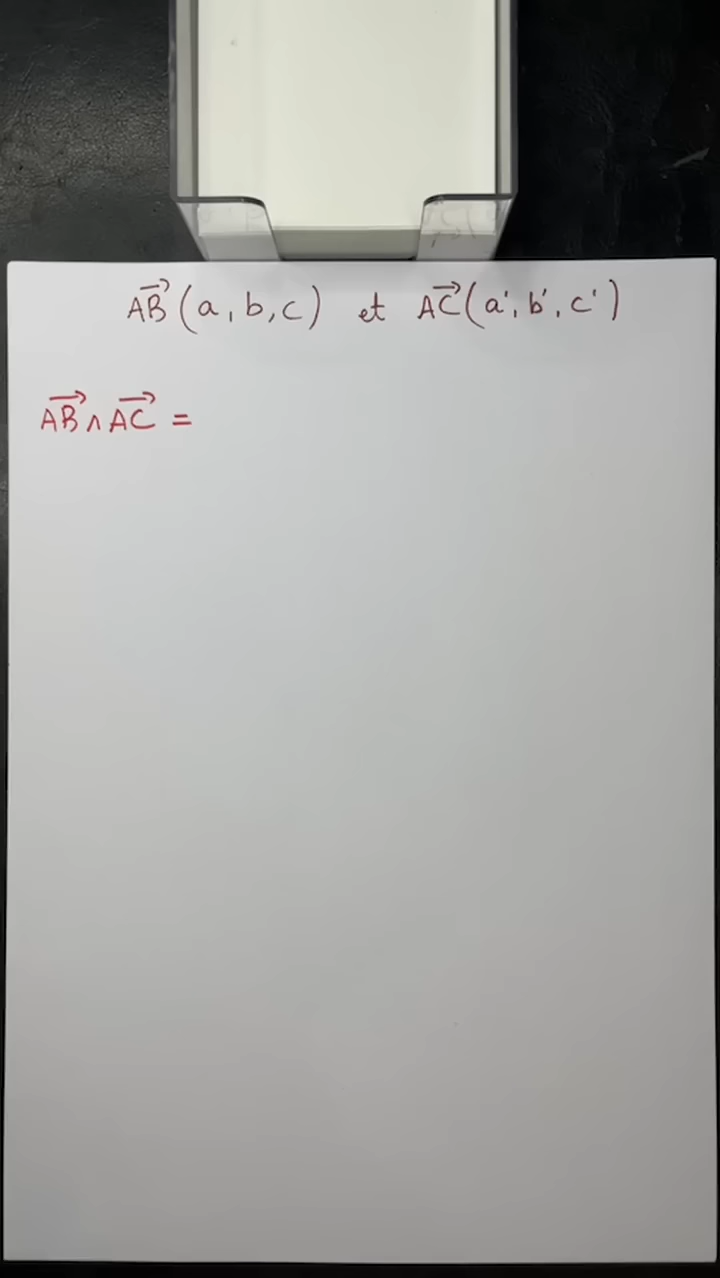 AB⃗ (a, b, c) et AC⃗ (a', b', c')
AB⃗ ∧ AC⃗ =